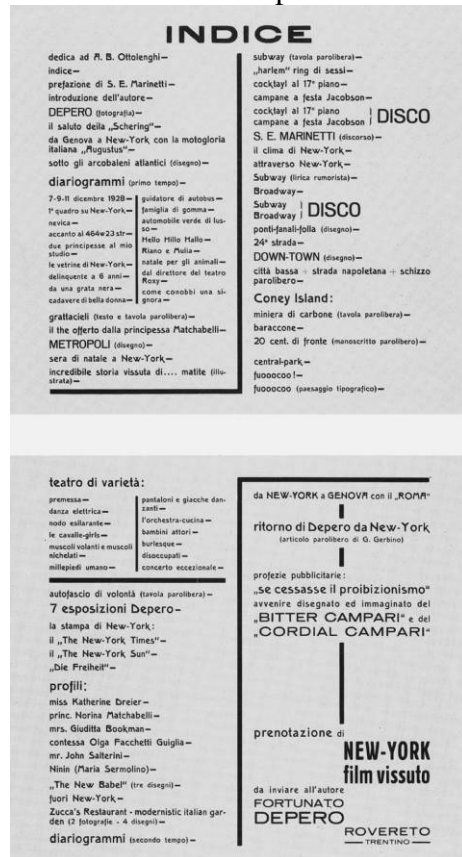 INDICE
dedica ad A. B. Ottolenghi—
indice—
prefazione di S. E. Marinetti—
introduzione dell'autore—
DEPERO (fotografia)—
il saluto della „Schering"—
da Genova a New-York con la motogloria
italiana „Augustus"—
sotto gli arcobaleni atlantici (disegno)—
diariogrammi (primo tempo)—
7-9-11 dicembre 1928—
1° quadro su New-York—
nevica—
accanto al 464w23 str—
due principesse al mio
studio—
le vetrine di New-York—
delinquente a 6 anni—
da una grata nera—
cadavere di bella donna—
guidatore di autobus—
famiglia di gomma—
automobile verde di lus-
so—
Hello Hillo Hallo—
Riano e Mulia—
natale per gli animali—
dal direttore del teatro
Roxy—
come conobbi una si-
gnora—
grattacieli (testo e tavola parolibera)—
il the offerto dalla principessa Matchabelli—
METROPOLI (disegno)—
sera di natale a New-York—
incredibile storia vissuta di.... matite (illu-
strata)—
subway (tavola parolibera)—
„harlem" ring di sessi—
cocktayl al 17° piano—
campane a festa Jacobson—
cocktayl al 17° piano
campane a festa Jacobson DISCO
S. E. MARINETTI (discorso)—
il clima di New-York—
attraverso New-York—
Subway (lirica rumorista)—
Broadway—
Subway
Broadway DISCO
ponti-fanali-folla (disegno)—
24ª strada—
DOWN-TOWN (disegno)—
città bassa + strada napoletana + schizzo
parolibero—
Coney Island:
miniera di carbone (tavola parolibera)—
baraccone—
20 cent. di fronte (manoscritto parolibero)—
central-park—
fuooocoo!—
fuooocoo (paesaggio tipografico)—
teatro di varietà:
premessa—
danza elettrica—
nodo esilarante—
le cavalle-girls—
muscoli volanti e muscoli
nichelati—
millepiedi umano—
pantaloni e giacche dan-
zanti—
l'orchestra-cucina—
bambini attori—
burlesque—
disoccupati—
concerto eccezionale—
autofascio di volontà (tavola parolibera)—
7 esposizioni Depero—
la stampa di New-York:
il „The New-York Times"—
il „The New-York Sun"—
„Die Freiheit"—
profili:
miss Katherine Dreier—
princ. Norina Matchabelli—
mrs. Giuditta Bookman—
contessa Olga Facchetti Guiglia—
mr. John Salterini—
Ninin (Maria Sermolino)—
„The New Babel" (tre disegni)—
fuori New-York—
Zucca's Restaurant - modernistic italian gar-
den (2 fotografie - 4 disegni)—
diariogrammi (secondo tempo)—
da NEW-YORK a GENOVA con il „ROMA"
ritorno di Depero da New-York
(articolo parolibero di G. Gerbino)
profezie pubblicitarie:
„se cessasse il proibizionismo"
avvenire disegnato ed immaginato del
„BITTER CAMPARI" e del
„CORDIAL CAMPARI"
prenotazione di
NEW-YORK
film vissuto
da inviare all'autore
FORTUNATO
DEPERO
ROVERETO
—TRENTINO—